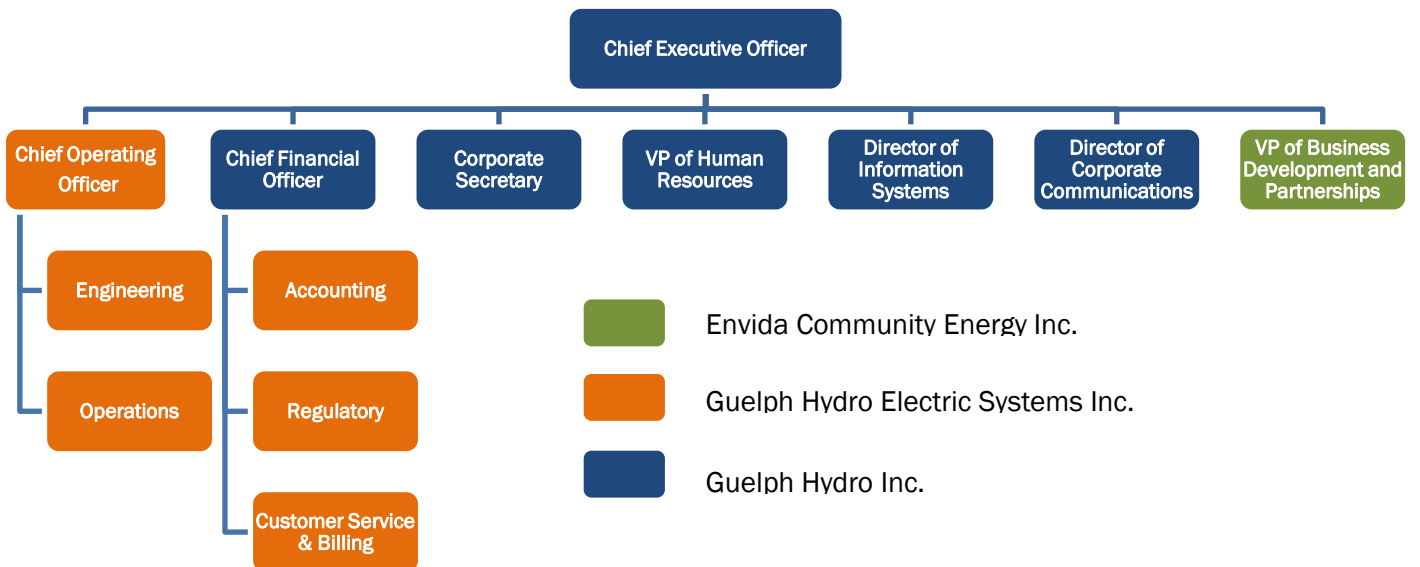 Chief Executive Officer
Chief Operating
Officer
Chief Financial
Officer
Corporate
Secretary
VP of Human
Resources
Director of
Information
Systems
Director of
Corporate
Communications
VP of Business
Development and
Partnerships
Engineering
Accounting
Operations
Regulatory
Customer Service
& Billing
Envida Community Energy Inc.
Guelph Hydro Electric Systems Inc.
Guelph Hydro Inc.